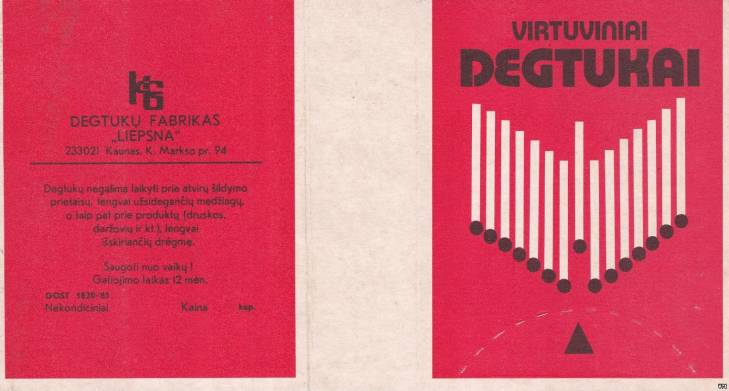 DEGTUKŲ FABRIKAS
„LIEPSNA“
233021 Kaunas, K. Markso pr. 94
Degtukų negalima laikyti prie atvirų šildymo
prietaisų, lengvai užsidegančių medžiagų,
o taip pat prie produktų (druskos,
daržovių ir kt.), lengvai
išskiriančių drėgmę.
Saugoti nuo vaikų!
Galiojimo laikas 12 mėn.
GOST 1820-85
Nekondiciniai Kaina kap.
VIRTUVINIAI
DEGTUKAI